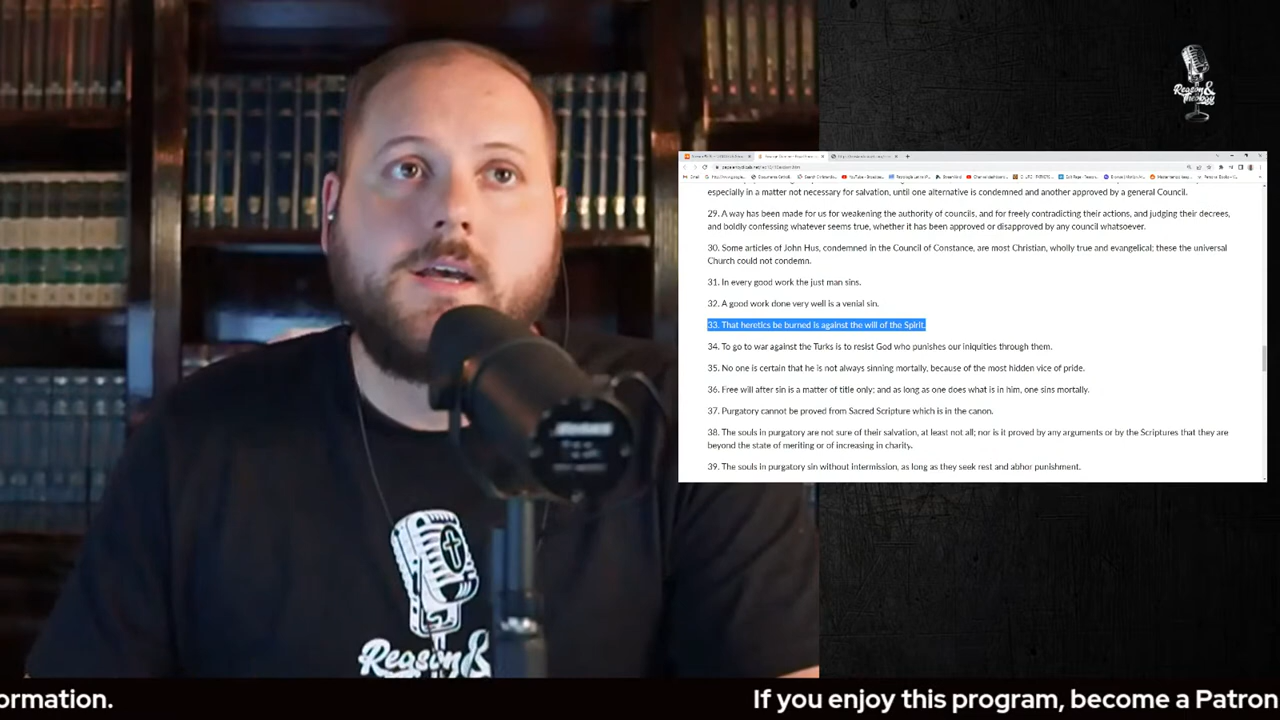 Reason&
Theology
especially in a matter not necessary for salvation, until one alternative is condemned and another approved by a general Council.
29. A way has been made for us for weakening the authority of councils, and for freely contradicting their actions, and judging their decrees,
and boldly confessing whatever seems true, whether it has been approved or disapproved by any council whatsoever.
30. Some articles of John Hus, condemned in the Council of Constance, are most Christian, wholly true and evangelical; these the universal
Church could not condemn.
31. In every good work the just man sins.
32. A good work done very well is a venial sin.
33. That heretics be burned is against the will of the Spirit.
34. To go to war against the Turks is to resist God who punishes our iniquities through them.
35. No one is certain that he is not always sinning mortally, because of the most hidden vice of pride.
36. Free will after sin is a matter of title only; and as long as one does what is in him, one sins mortally.
37. Purgatory cannot be proved from Sacred Scripture which is in the canon.
38. The souls in purgatory are not sure of their salvation, at least not all; nor is it proved by any arguments or by the Scriptures that they are
beyond the state of meriting or of increasing in charity.
39. The souls in purgatory sin without intermission, as long as they seek rest and abhor punishment.
Reason&
ormation.
If you enjoy this program, become a Patron